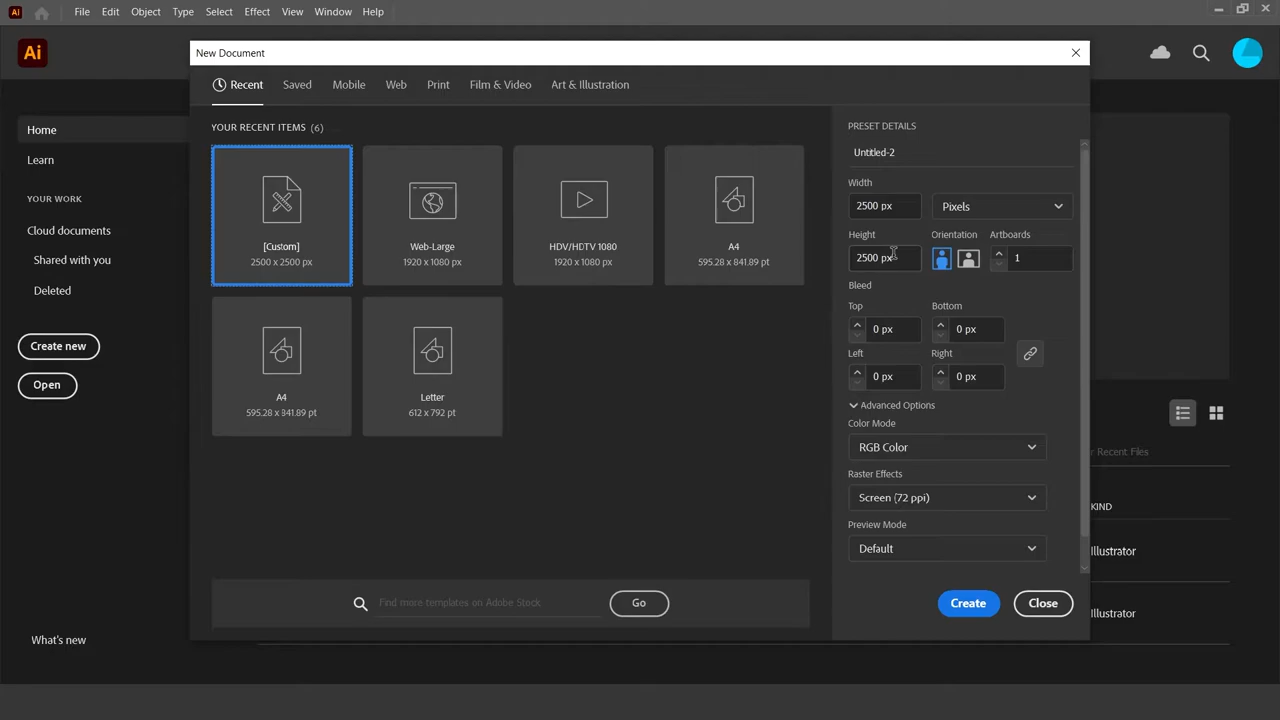 Ai File Edit Object Type Select Effect View Window Help
Ai
New Document
Recent Saved Mobile Web Print Film & Video Art & Illustration
YOUR RECENT ITEMS (6)
[Custom]
2500 x 2500 px
Web-Large
1920 x 1080 px
HDV/HDTV 1080
1920 x 1080 px
A4
595.28 x 841.89 pt
A4
595.28 x 841.89 pt
Letter
612 x 792 pt
Find more templates on Adobe Stock
Go
PRESET DETAILS
Untitled-2
Width
2500 px Pixels
Height Orientation Artboards
2500 px 1
Bleed
Top Bottom
0 px 0 px
Left Right
0 px 0 px
Advanced Options
Color Mode
RGB Color
Raster Effects
Screen (72 ppi)
Preview Mode
Default
Create Close
Home
Learn
YOUR WORK
Cloud documents
Shared with you
Deleted
Create new
Open
What's new
Recent Files
KIND
Illustrator
Illustrator